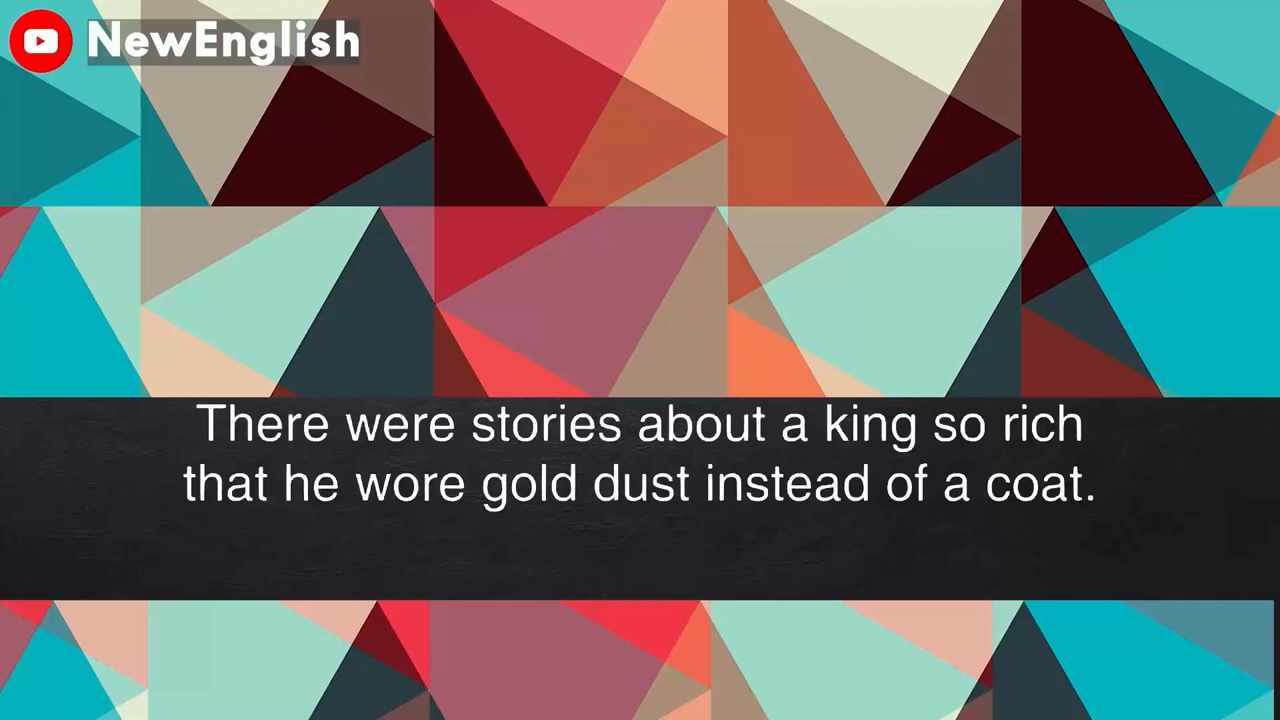 NewEnglish
There were stories about a king so rich
that he wore gold dust instead of a coat.